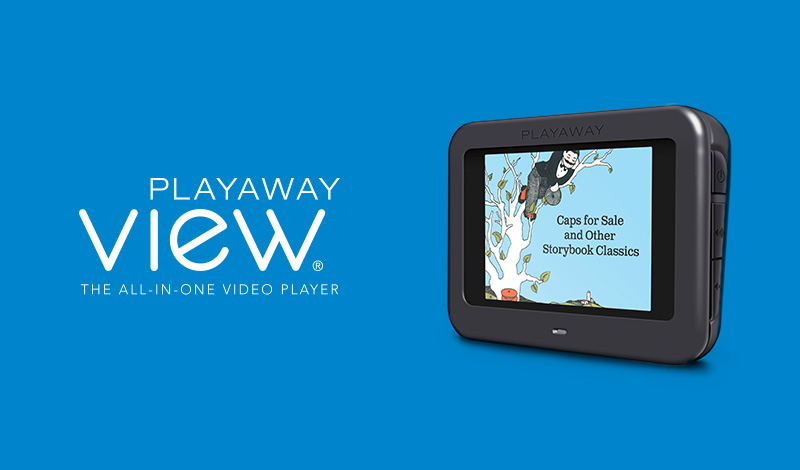 PLAYAWAY
view®
THE ALL-IN-ONE VIDEO PLAYER
PLAYAWAY
Caps for Sale
and Other
Storybook Classics